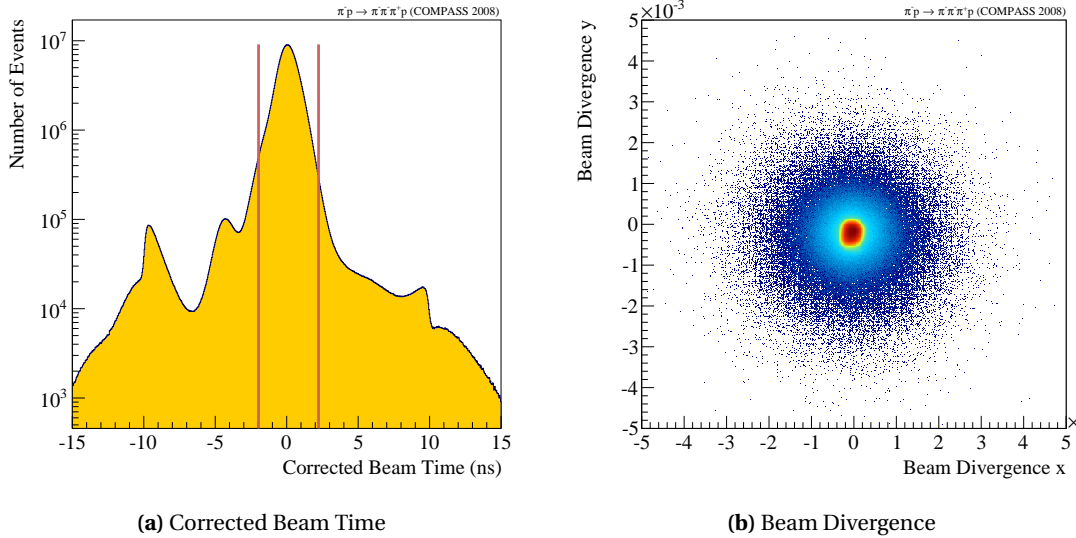 π⁻p → π⁻π⁻π⁺p (COMPASS 2008)
Number of Events
10⁷
10⁶
10⁵
10⁴
10³
-15 -10 -5 0 5 10 15
Corrected Beam Time (ns)
(a) Corrected Beam Time
×10⁻³
π⁻p → π⁻π⁻π⁺p (COMPASS 2008)
Beam Divergence y
5
4
3
2
1
0
-1
-2
-3
-4
-5
-5 -4 -3 -2 -1 0 1 2 3 4 5
×
Beam Divergence x
(b) Beam Divergence